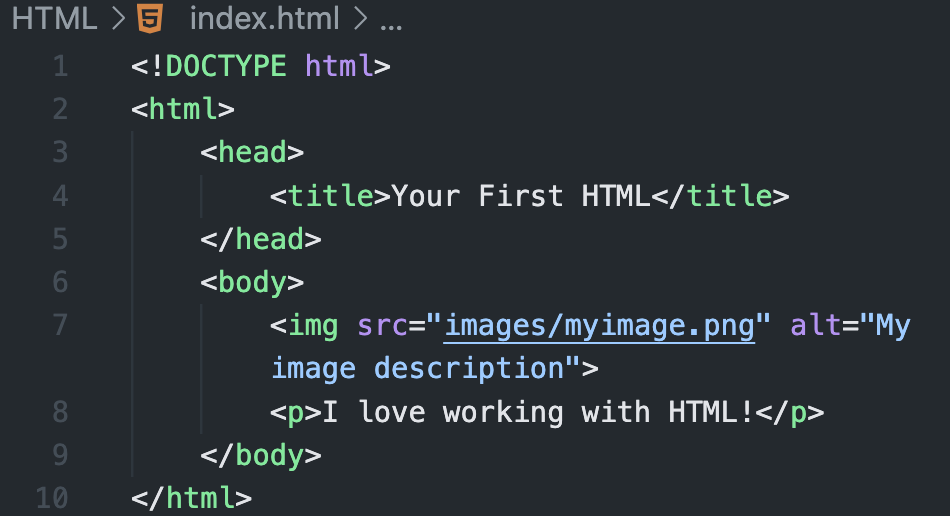 HTML > index.html > ...
1 <!DOCTYPE html>
2 <html>
3 <head>
4 <title>Your First HTML</title>
5 </head>
6 <body>
7 <img src="images/myimage.png" alt="My
image description">
8 <p>I love working with HTML!</p>
9 </body>
10 </html>